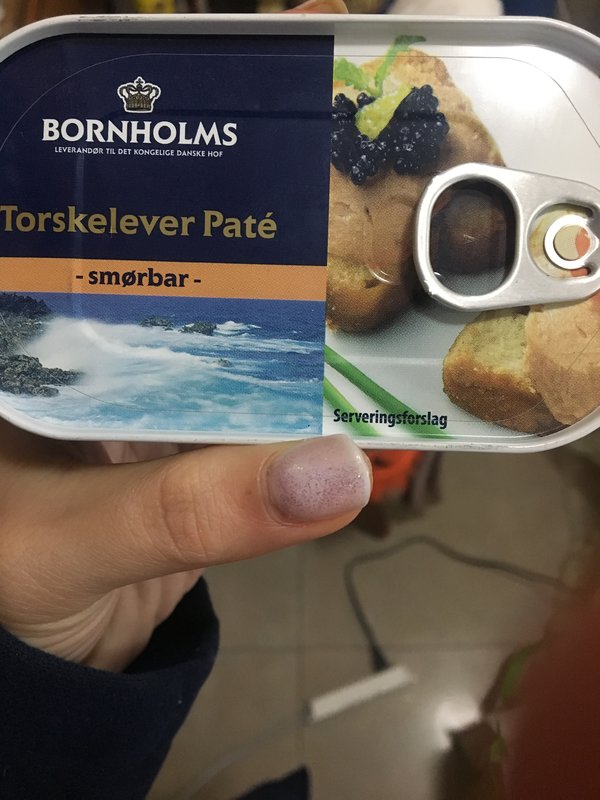 BORNHOLMS
LEVERANDØR TIL DET KONGELIGE DANSKE HOF
Torskelever Paté
- smørbar -
Serveringsforslag